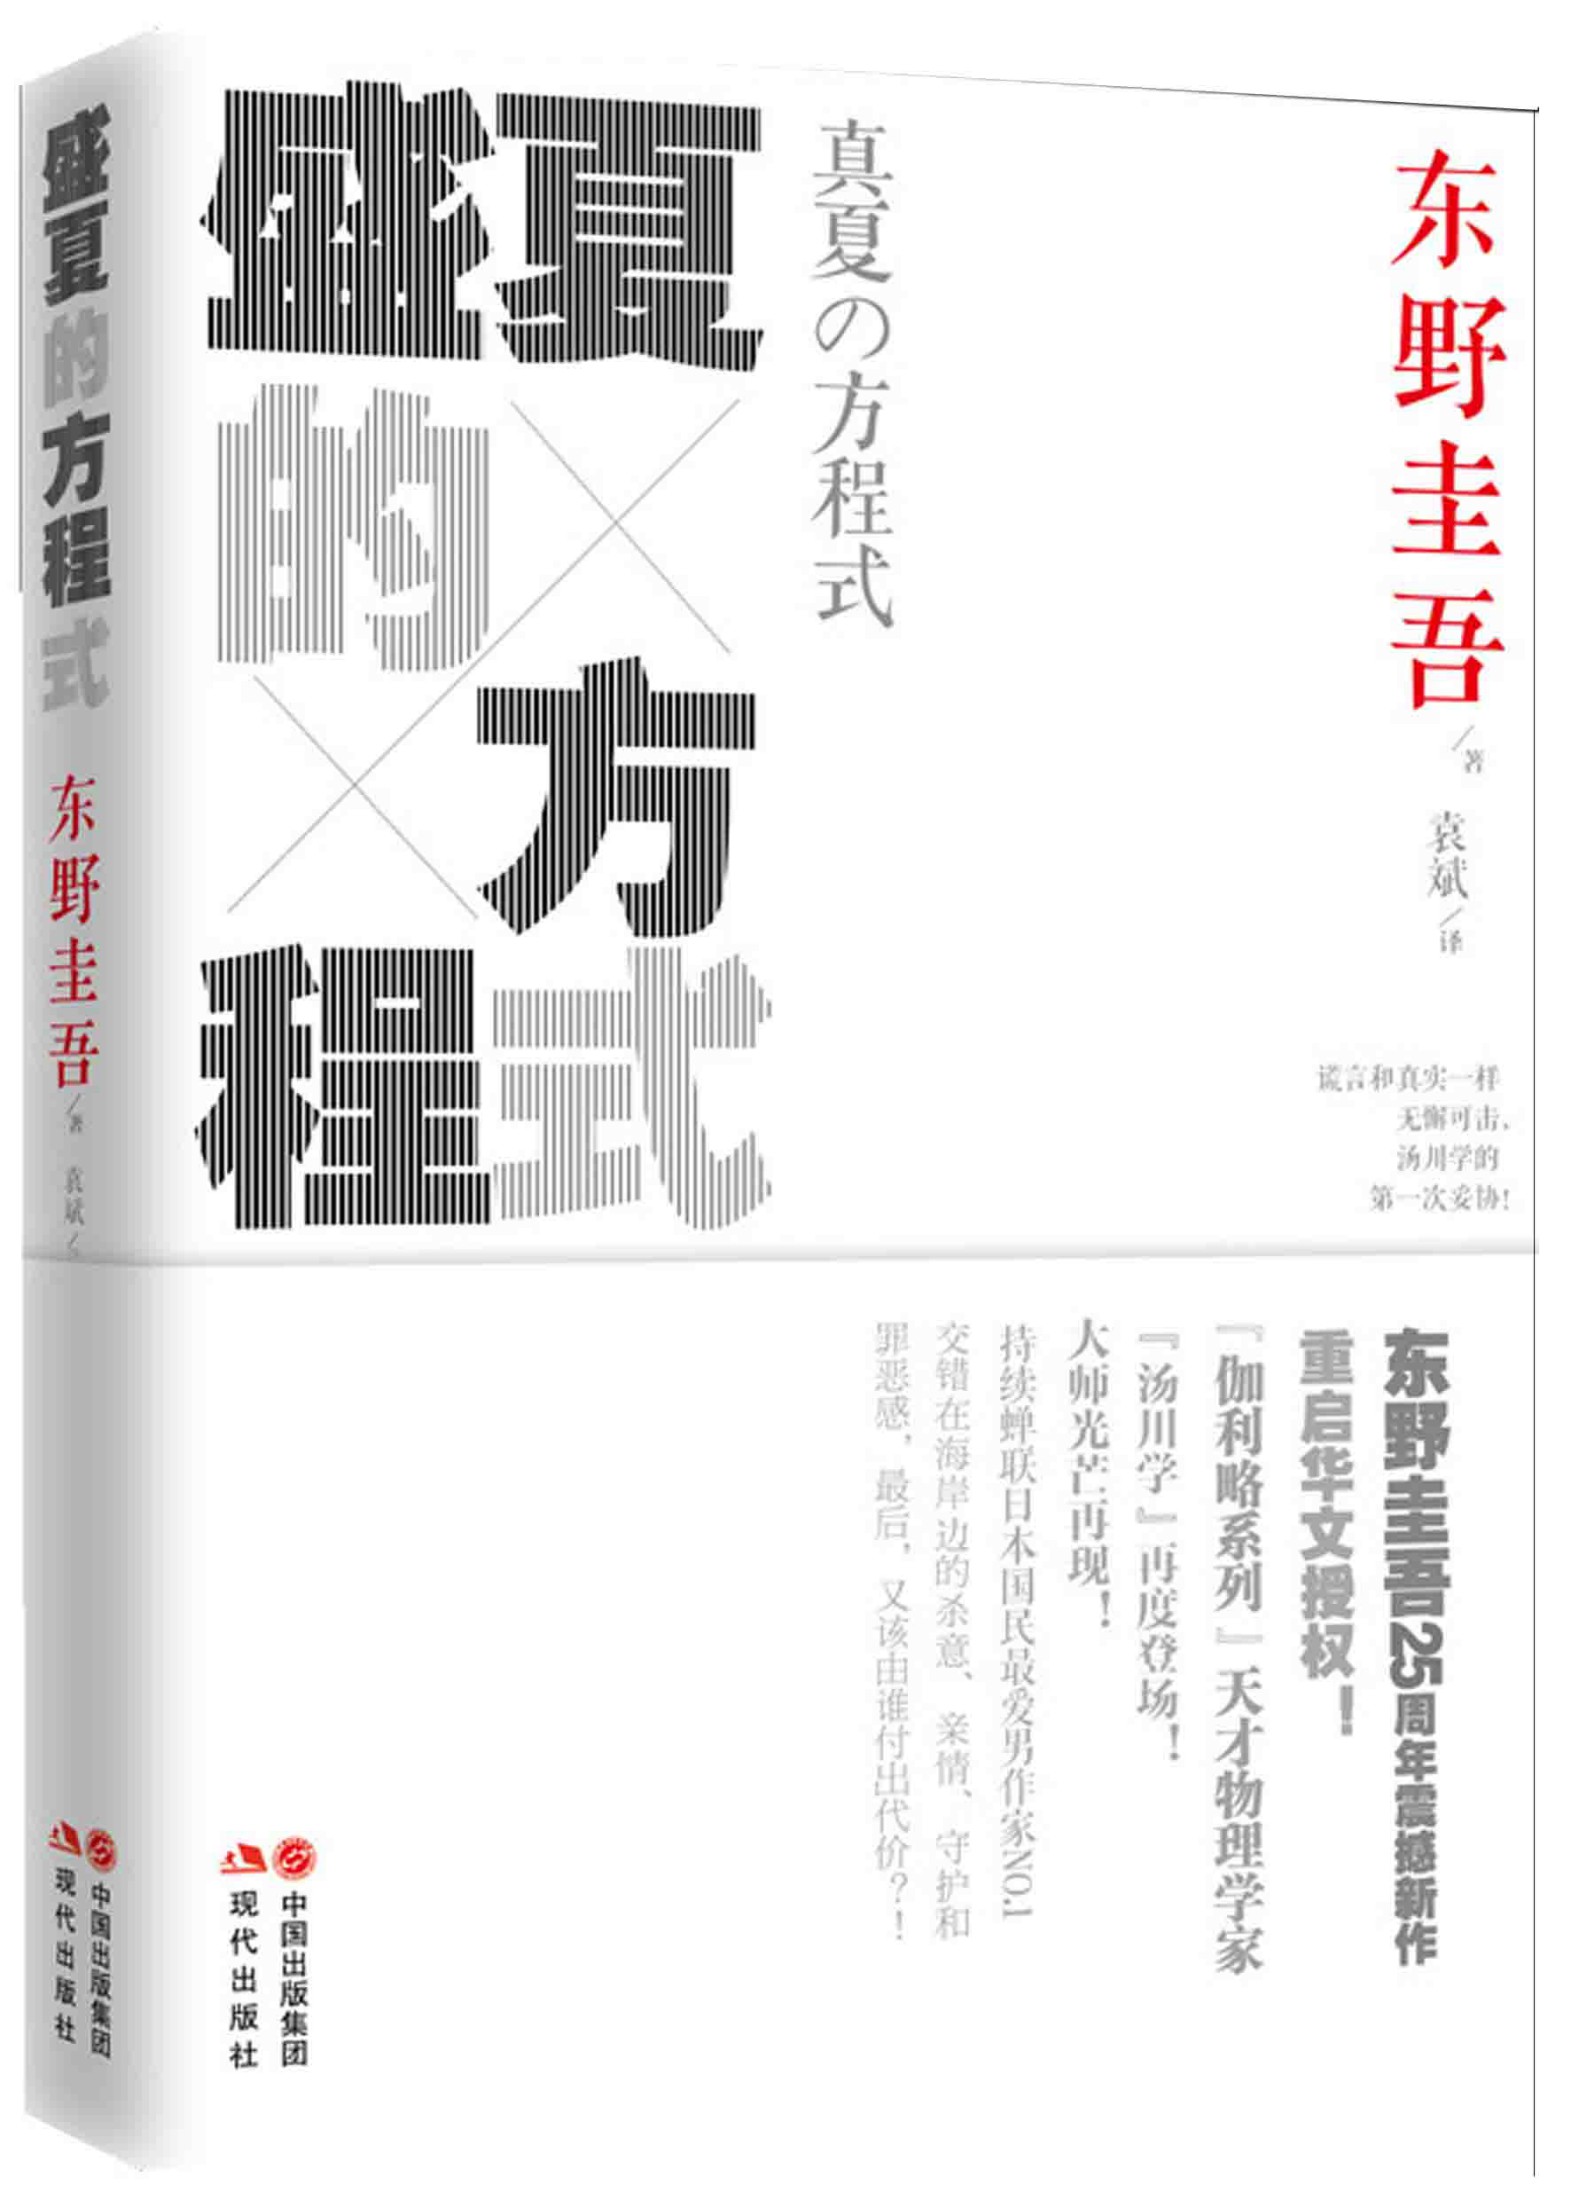 盛夏的方程式
东野圭吾
/著
袁斌/
现代出版社
中国出版集团
盛夏
的
方
程式
真夏の方程式
东野圭吾
/著
袁斌
/译
谎言和真实一样
无懈可击，
汤川学的
第一次妥协！
东野圭吾25周年震撼新作
重启华文授权！
『伽利略系列』天才物理学家
『汤川学』再度登场！
大师光芒再现！
持续蝉联日本国民最爱男作家NO.1
交错在海岸边的杀意、亲情、守护和
罪恶感，最后，又该由谁付出代价？！
中国出版集团
现代出版社